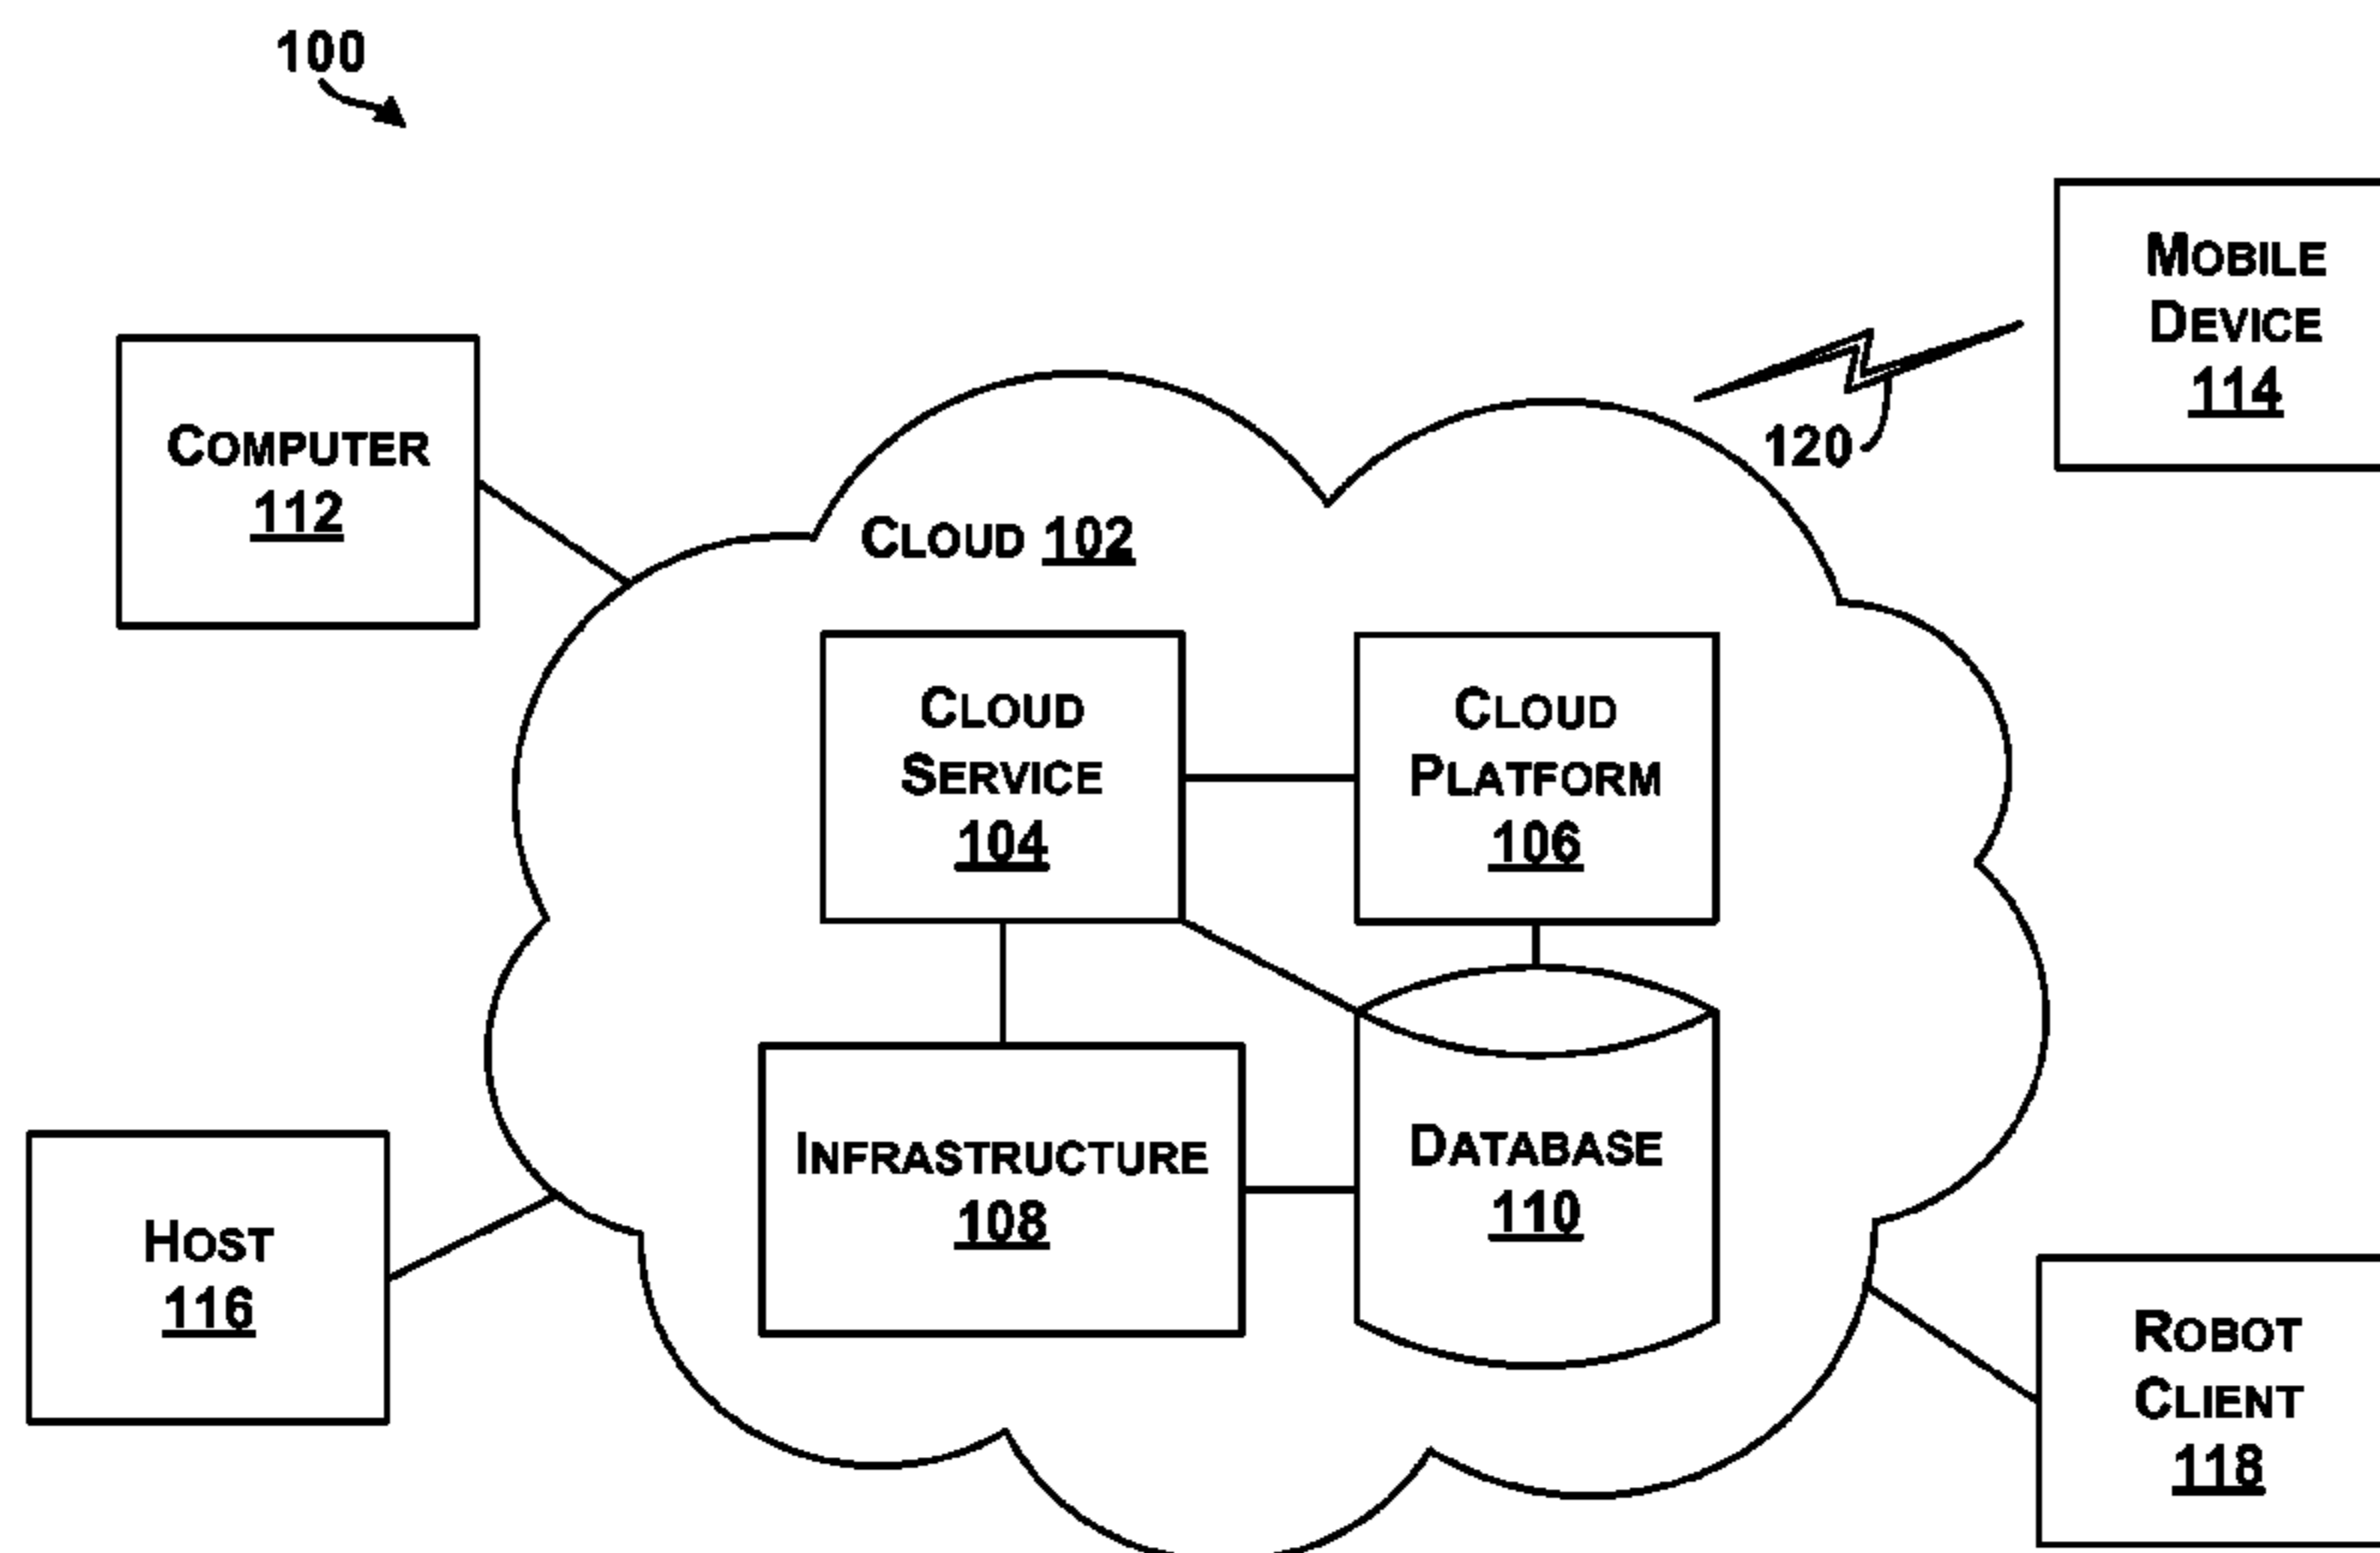 100
MOBILE
DEVICE
114
COMPUTER
112
120
CLOUD 102
CLOUD
SERVICE
104
CLOUD
PLATFORM
106
INFRASTRUCTURE
108
DATABASE
110
HOST
116
ROBOT
CLIENT
118